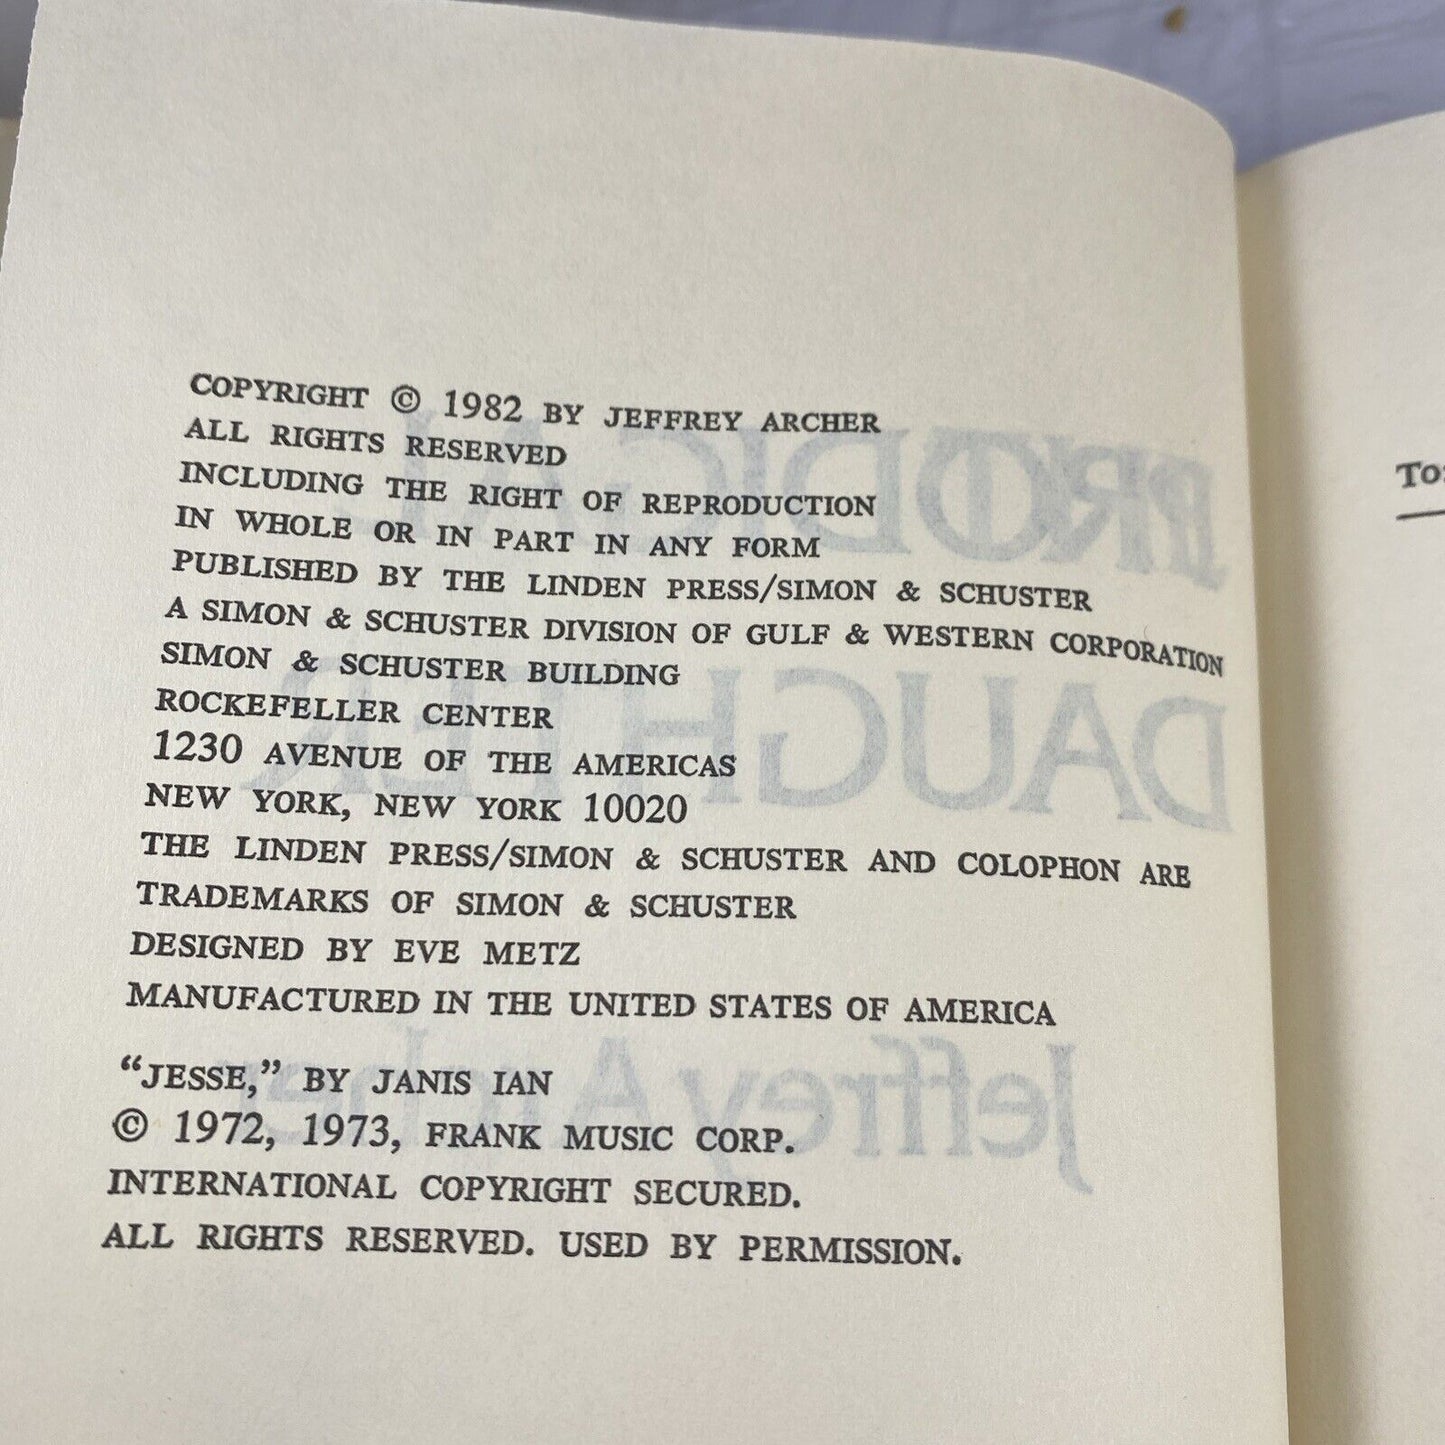 COPYRIGHT © 1982 BY JEFFREY ARCHER
ALL RIGHTS RESERVED
INCLUDING THE RIGHT OF REPRODUCTION
IN WHOLE OR IN PART IN ANY FORM
PUBLISHED BY THE LINDEN PRESS/SIMON & SCHUSTER
A SIMON & SCHUSTER DIVISION OF GULF & WESTERN CORPORATION
SIMON & SCHUSTER BUILDING
ROCKEFELLER CENTER
1230 AVENUE OF THE AMERICAS
NEW YORK, NEW YORK 10020
THE LINDEN PRESS/SIMON & SCHUSTER AND COLOPHON ARE
TRADEMARKS OF SIMON & SCHUSTER
DESIGNED BY EVE METZ
MANUFACTURED IN THE UNITED STATES OF AMERICA
“JESSE,” BY JANIS IAN
© 1972, 1973, FRANK MUSIC CORP.
INTERNATIONAL COPYRIGHT SECURED.
ALL RIGHTS RESERVED. USED BY PERMISSION.
PRODIGAL
DAUGHTER
Jeffrey Archer